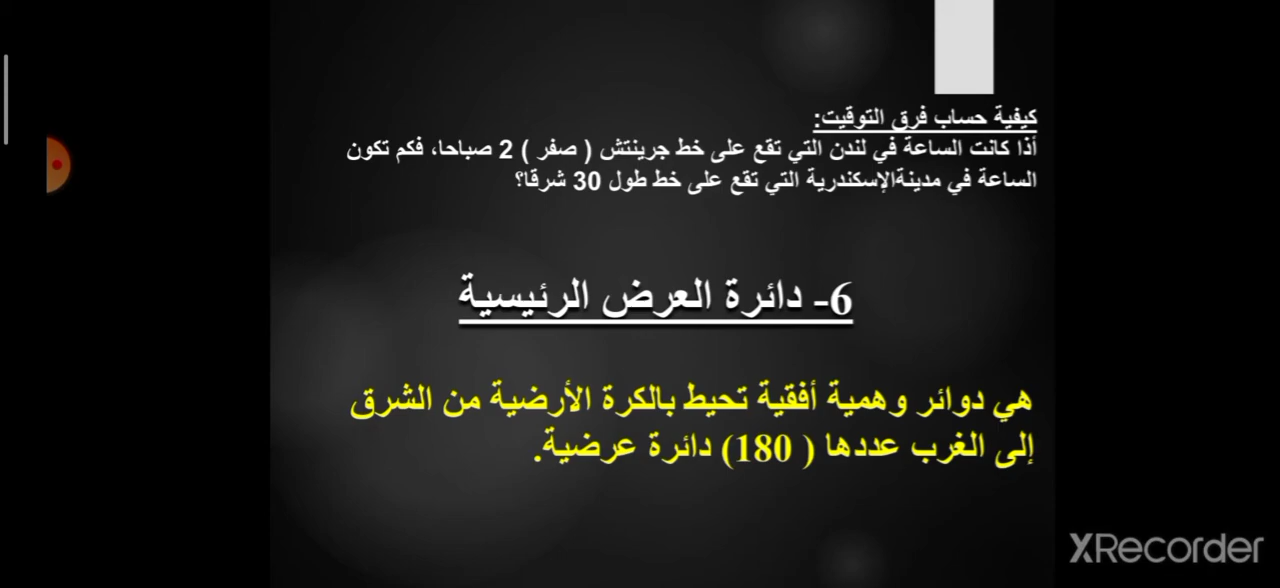 كيفية حساب فرق التوقيت:
أذا كانت الساعة في لندن التي تقع على خط جرينتش ( صفر ) 2 صباحا، فكم تكون
الساعة في مدينةالإسكندرية التي تقع على خط طول 30 شرقا؟
6- دائرة العرض الرئيسية
هي دوائر وهمية أفقية تحيط بالكرة الأرضية من الشرق
إلى الغرب عددها ( 180) دائرة عرضية.
XRecorder